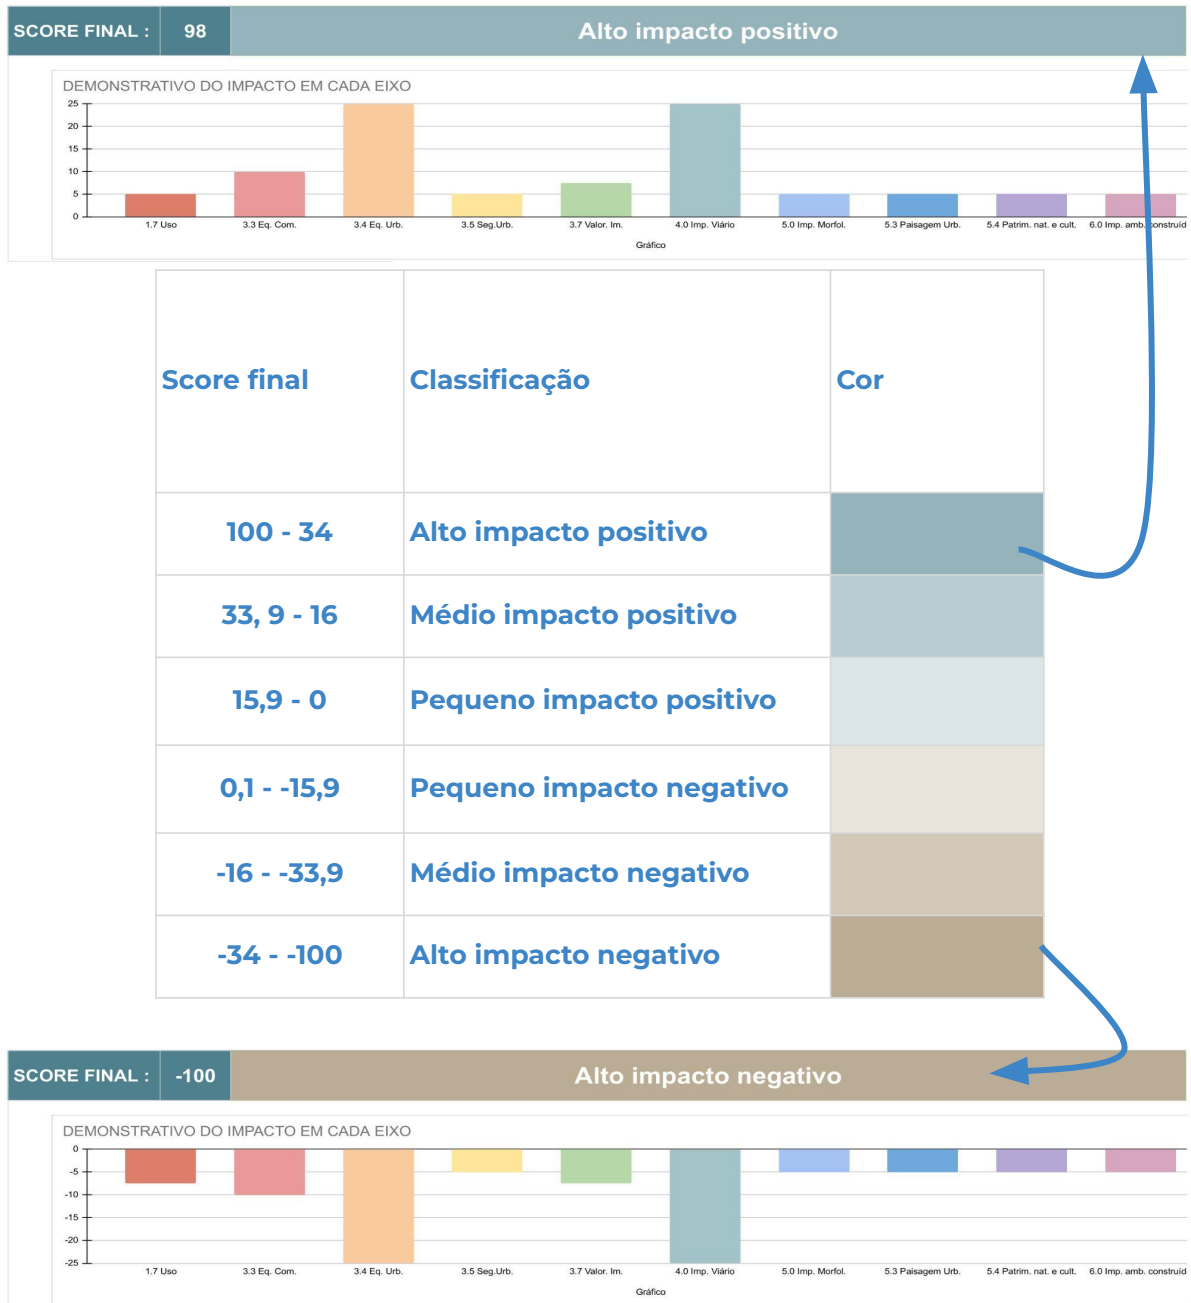 SCORE FINAL : 98 Alto impacto positivo
DEMONSTRATIVO DO IMPACTO EM CADA EIXO
25
20
15
10
5
0
1.7 Uso 3.3 Eq. Com. 3.4 Eq. Urb. 3.5 Seg.Urb. 3.7 Valor. Im. 4.0 Imp. Viário 5.0 Imp. Morfol. 5.3 Paisagem Urb. 5.4 Patrim. nat. e cult. 6.0 Imp. amb. construíd
Gráfico
Score final Classificação Cor
100 - 34 Alto impacto positivo
33, 9 - 16 Médio impacto positivo
15,9 - 0 Pequeno impacto positivo
0,1 - -15,9 Pequeno impacto negativo
-16 - -33,9 Médio impacto negativo
-34 - -100 Alto impacto negativo
SCORE FINAL : -100 Alto impacto negativo
DEMONSTRATIVO DO IMPACTO EM CADA EIXO
0
-5
-10
-15
-20
-25
1.7 Uso 3.3 Eq. Com. 3.4 Eq. Urb. 3.5 Seg.Urb. 3.7 Valor. Im. 4.0 Imp. Viário 5.0 Imp. Morfol. 5.3 Paisagem Urb. 5.4 Patrim. nat. e cult. 6.0 Imp. amb. construíd
Gráfico